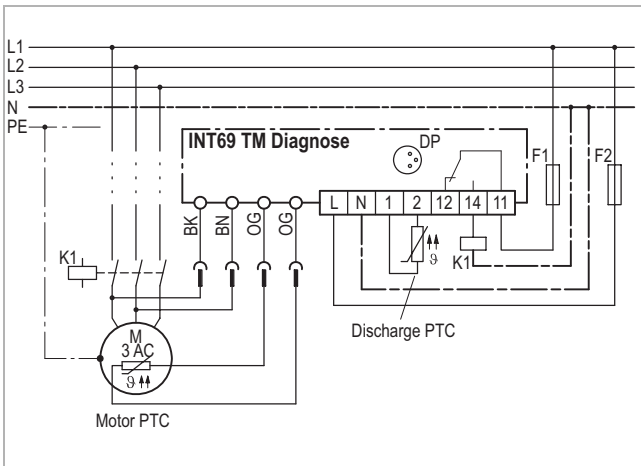 L1
L2
L3
N
PE
INT69 TM Diagnose
DP
F1
F2
BK
BN
OG
OG
L N 1 2 12 14 11
K1
ϑ
K1
Discharge PTC
M
3 AC
ϑ
Motor PTC